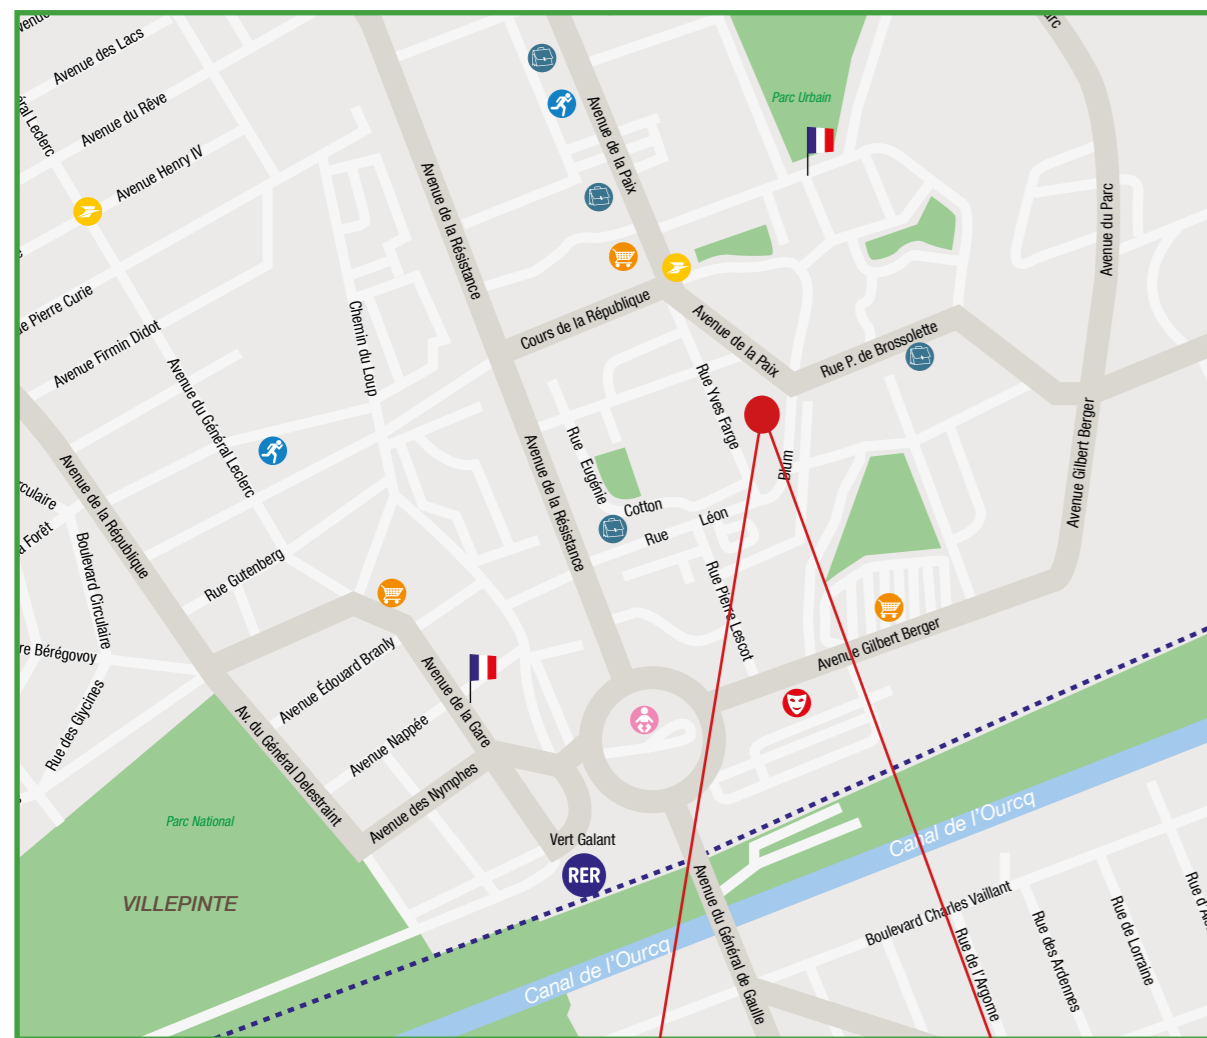 Avenue des Lacs
Parc Urbain
Avenue du Rêve
Avenue de la Paix
Avenue Henry IV
Avenue de la Résistance
Avenue du Parc
Pierre Curie
Chemin du Loup
Cours de la République
Avenue de la Paix
Rue P. de Brossolette
Avenue Firmin Didot
Avenue du Général Leclerc
Rue Yves Farge
Avenue de la République
Avenue de la Résistance
Rue Eugénie
Cotton
Rue Léon
Blum
Avenue Gilbert Berger
Boulevard Circulaire
Rue Gutenberg
Rue Pierre Lescot
Avenue Gilbert Berger
Bérégovoy
Avenue Édouard Branly
Avenue de la Gare
Rue des Glycines
Av. du Général Delestraint
Avenue Nappée
Avenue des Nymphes
Parc National
Vert Galant
RER
VILLEPINTE
Canal de l'Ourcq
Avenue du Général de Gaulle
Boulevard Charles Vaillant
Canal de l'Ourcq
Rue de l'Argome
Rue des Ardennes
Rue de Lorraine
Leclerc
Forêt